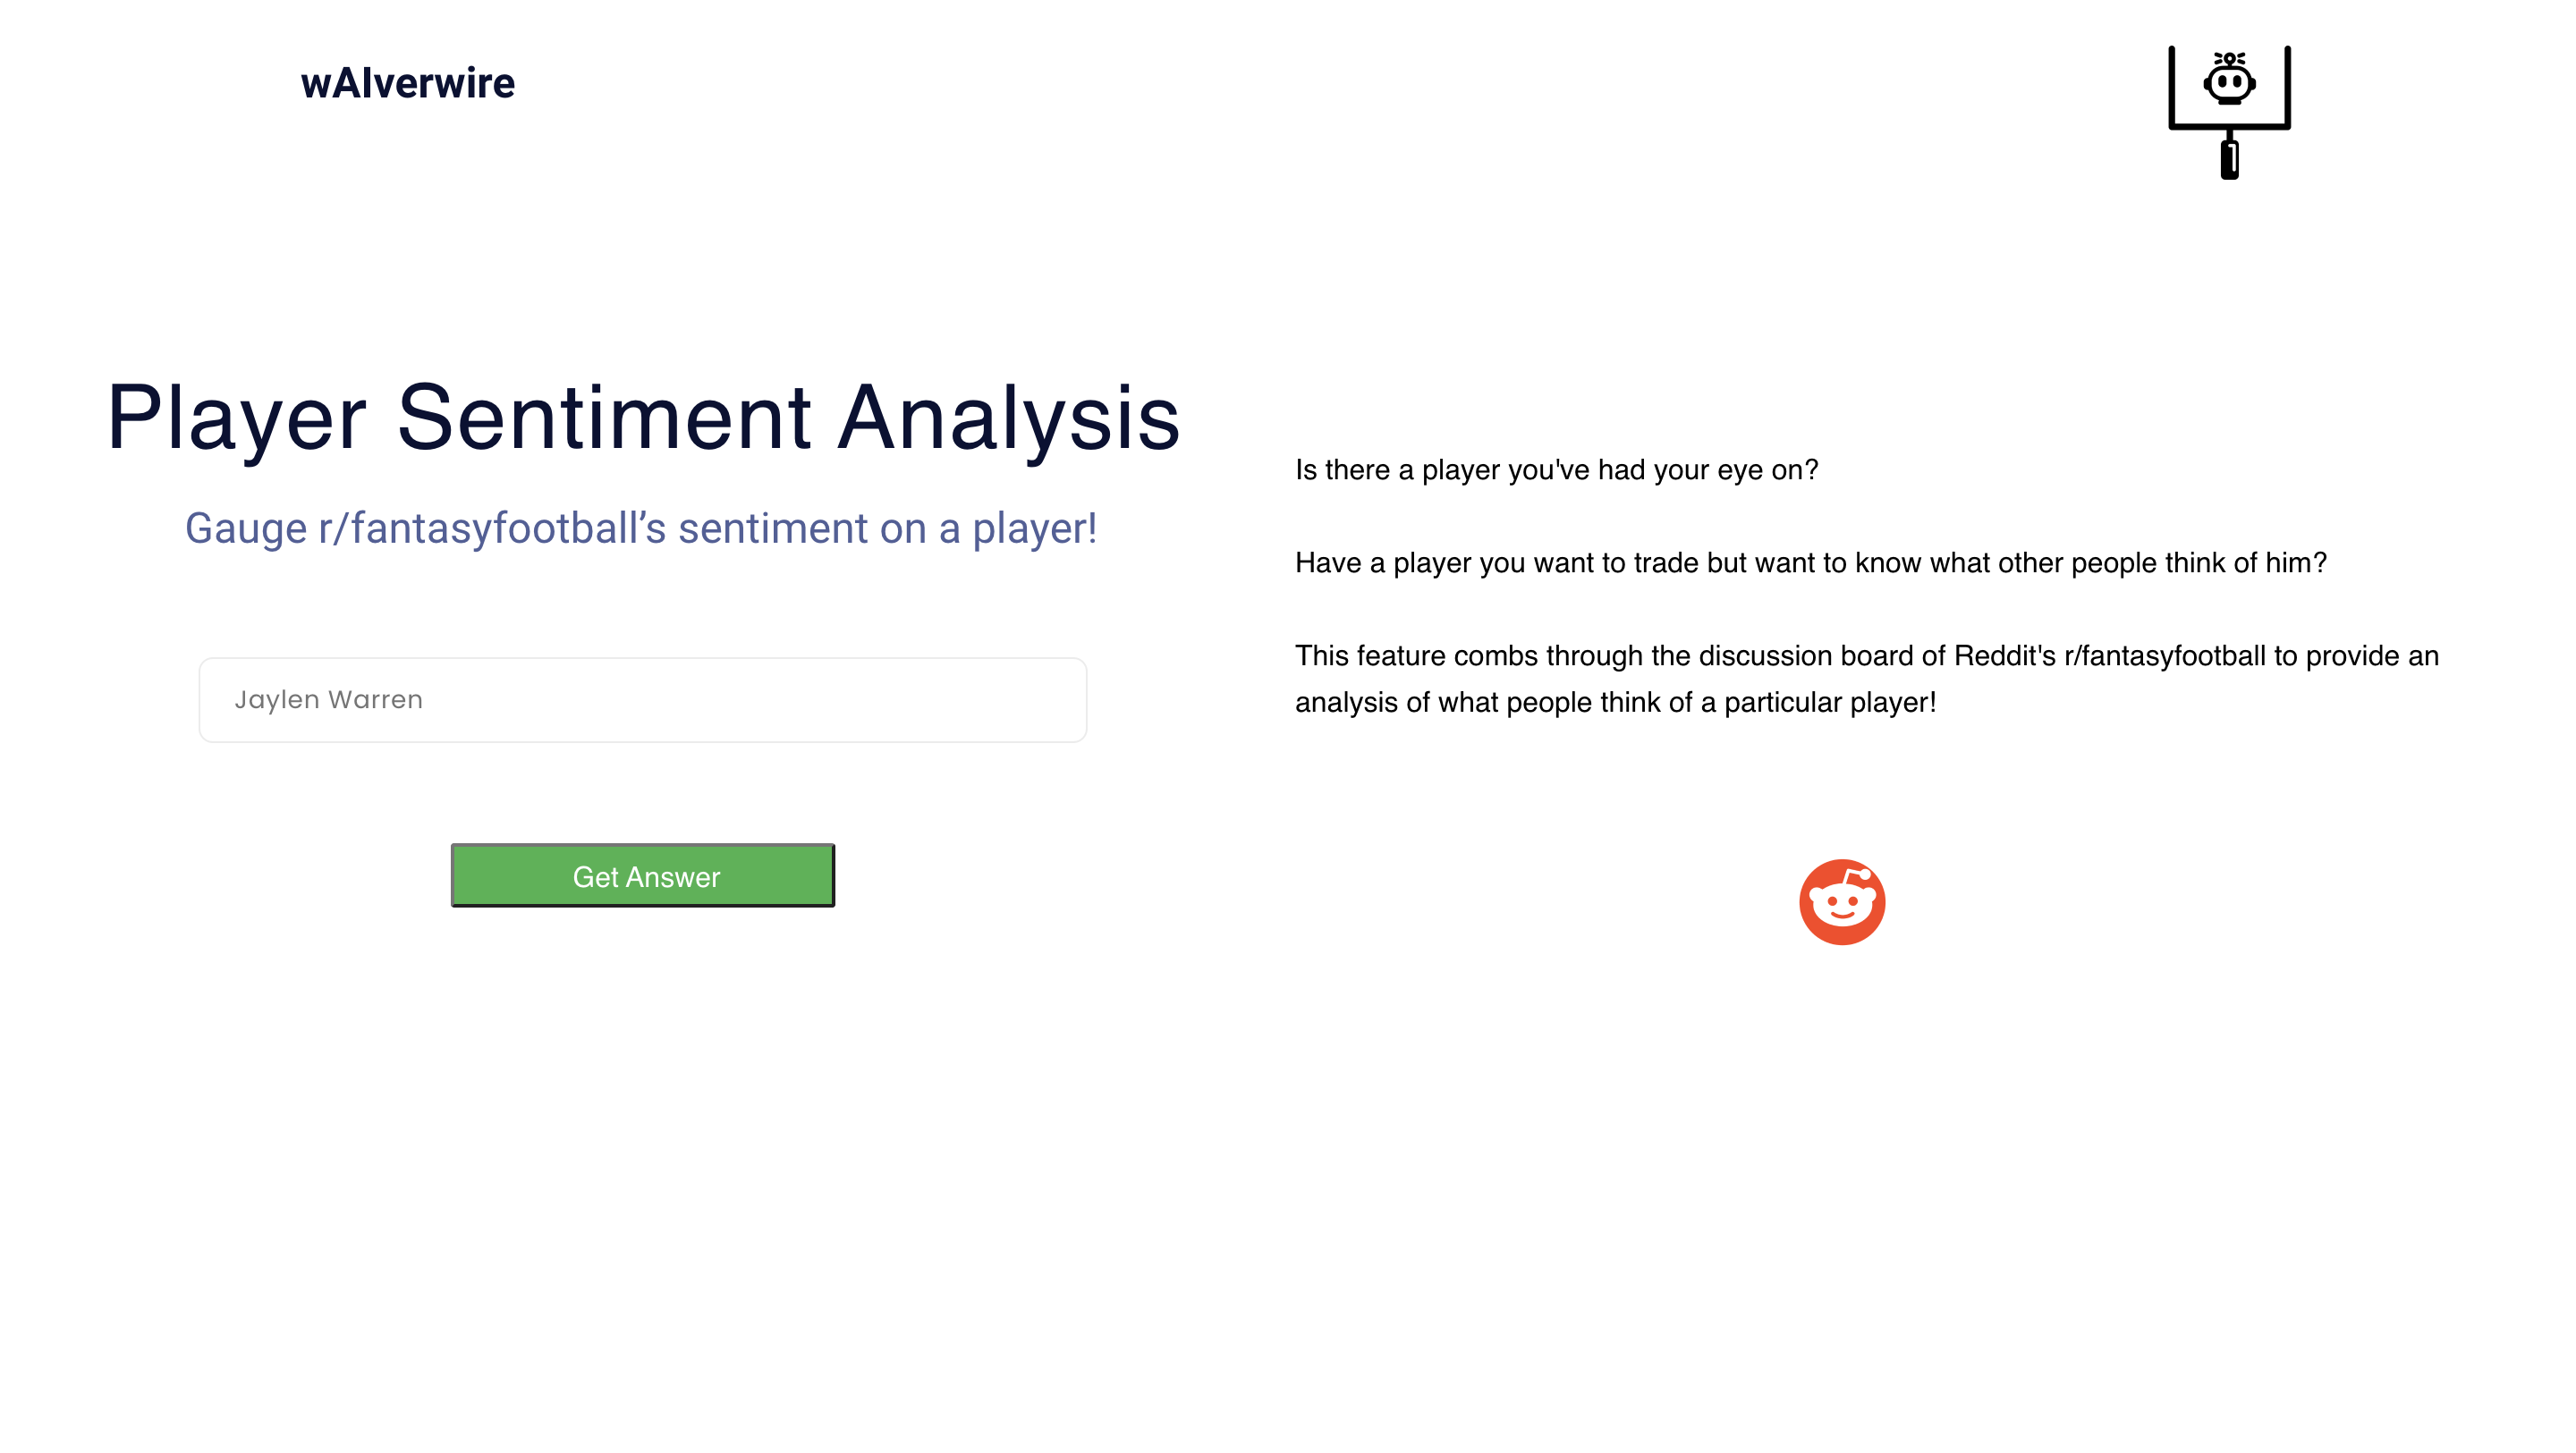 wAIverwire
Player Sentiment Analysis
Gauge r/fantasyfootball’s sentiment on a player!
Jaylen Warren
Get Answer
Is there a player you've had your eye on?
Have a player you want to trade but want to know what other people think of him?
This feature combs through the discussion board of Reddit's r/fantasyfootball to provide an
analysis of what people think of a particular player!